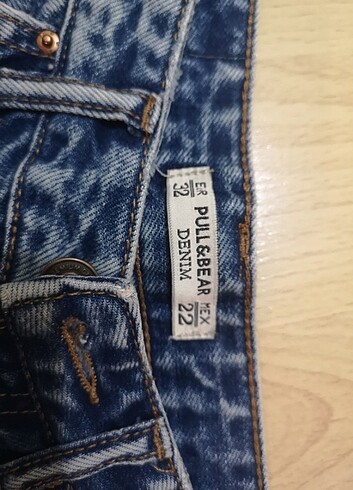 EUR 32
PULL&BEAR
DENIM
MEX 22